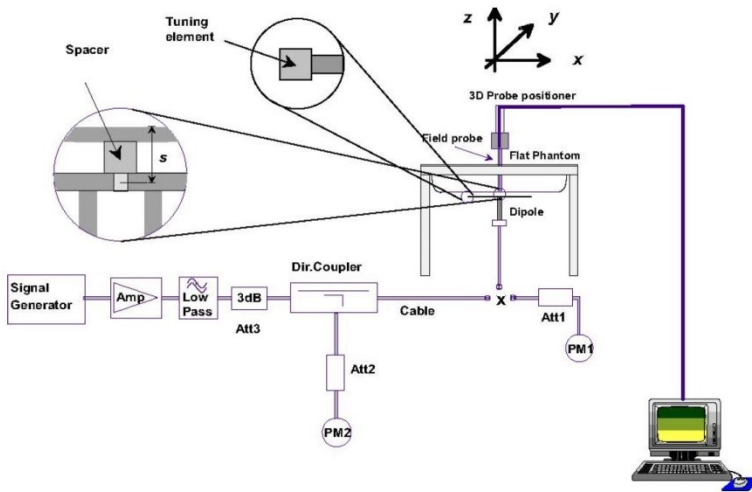 Tuning
element
z
y
x
Spacer
s
3D Probe positioner
Field probe
Flat Phantom
Dipole
Dir.Coupler
Signal
Generator
Amp
Low
Pass
3dB
Att3
Cable
x
Att1
PM1
Att2
PM2